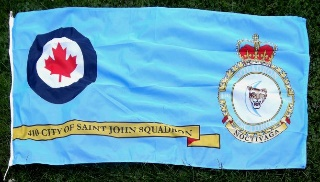 410 CITY OF SAINT JOHN SQUADRON
NOCTIVAGA